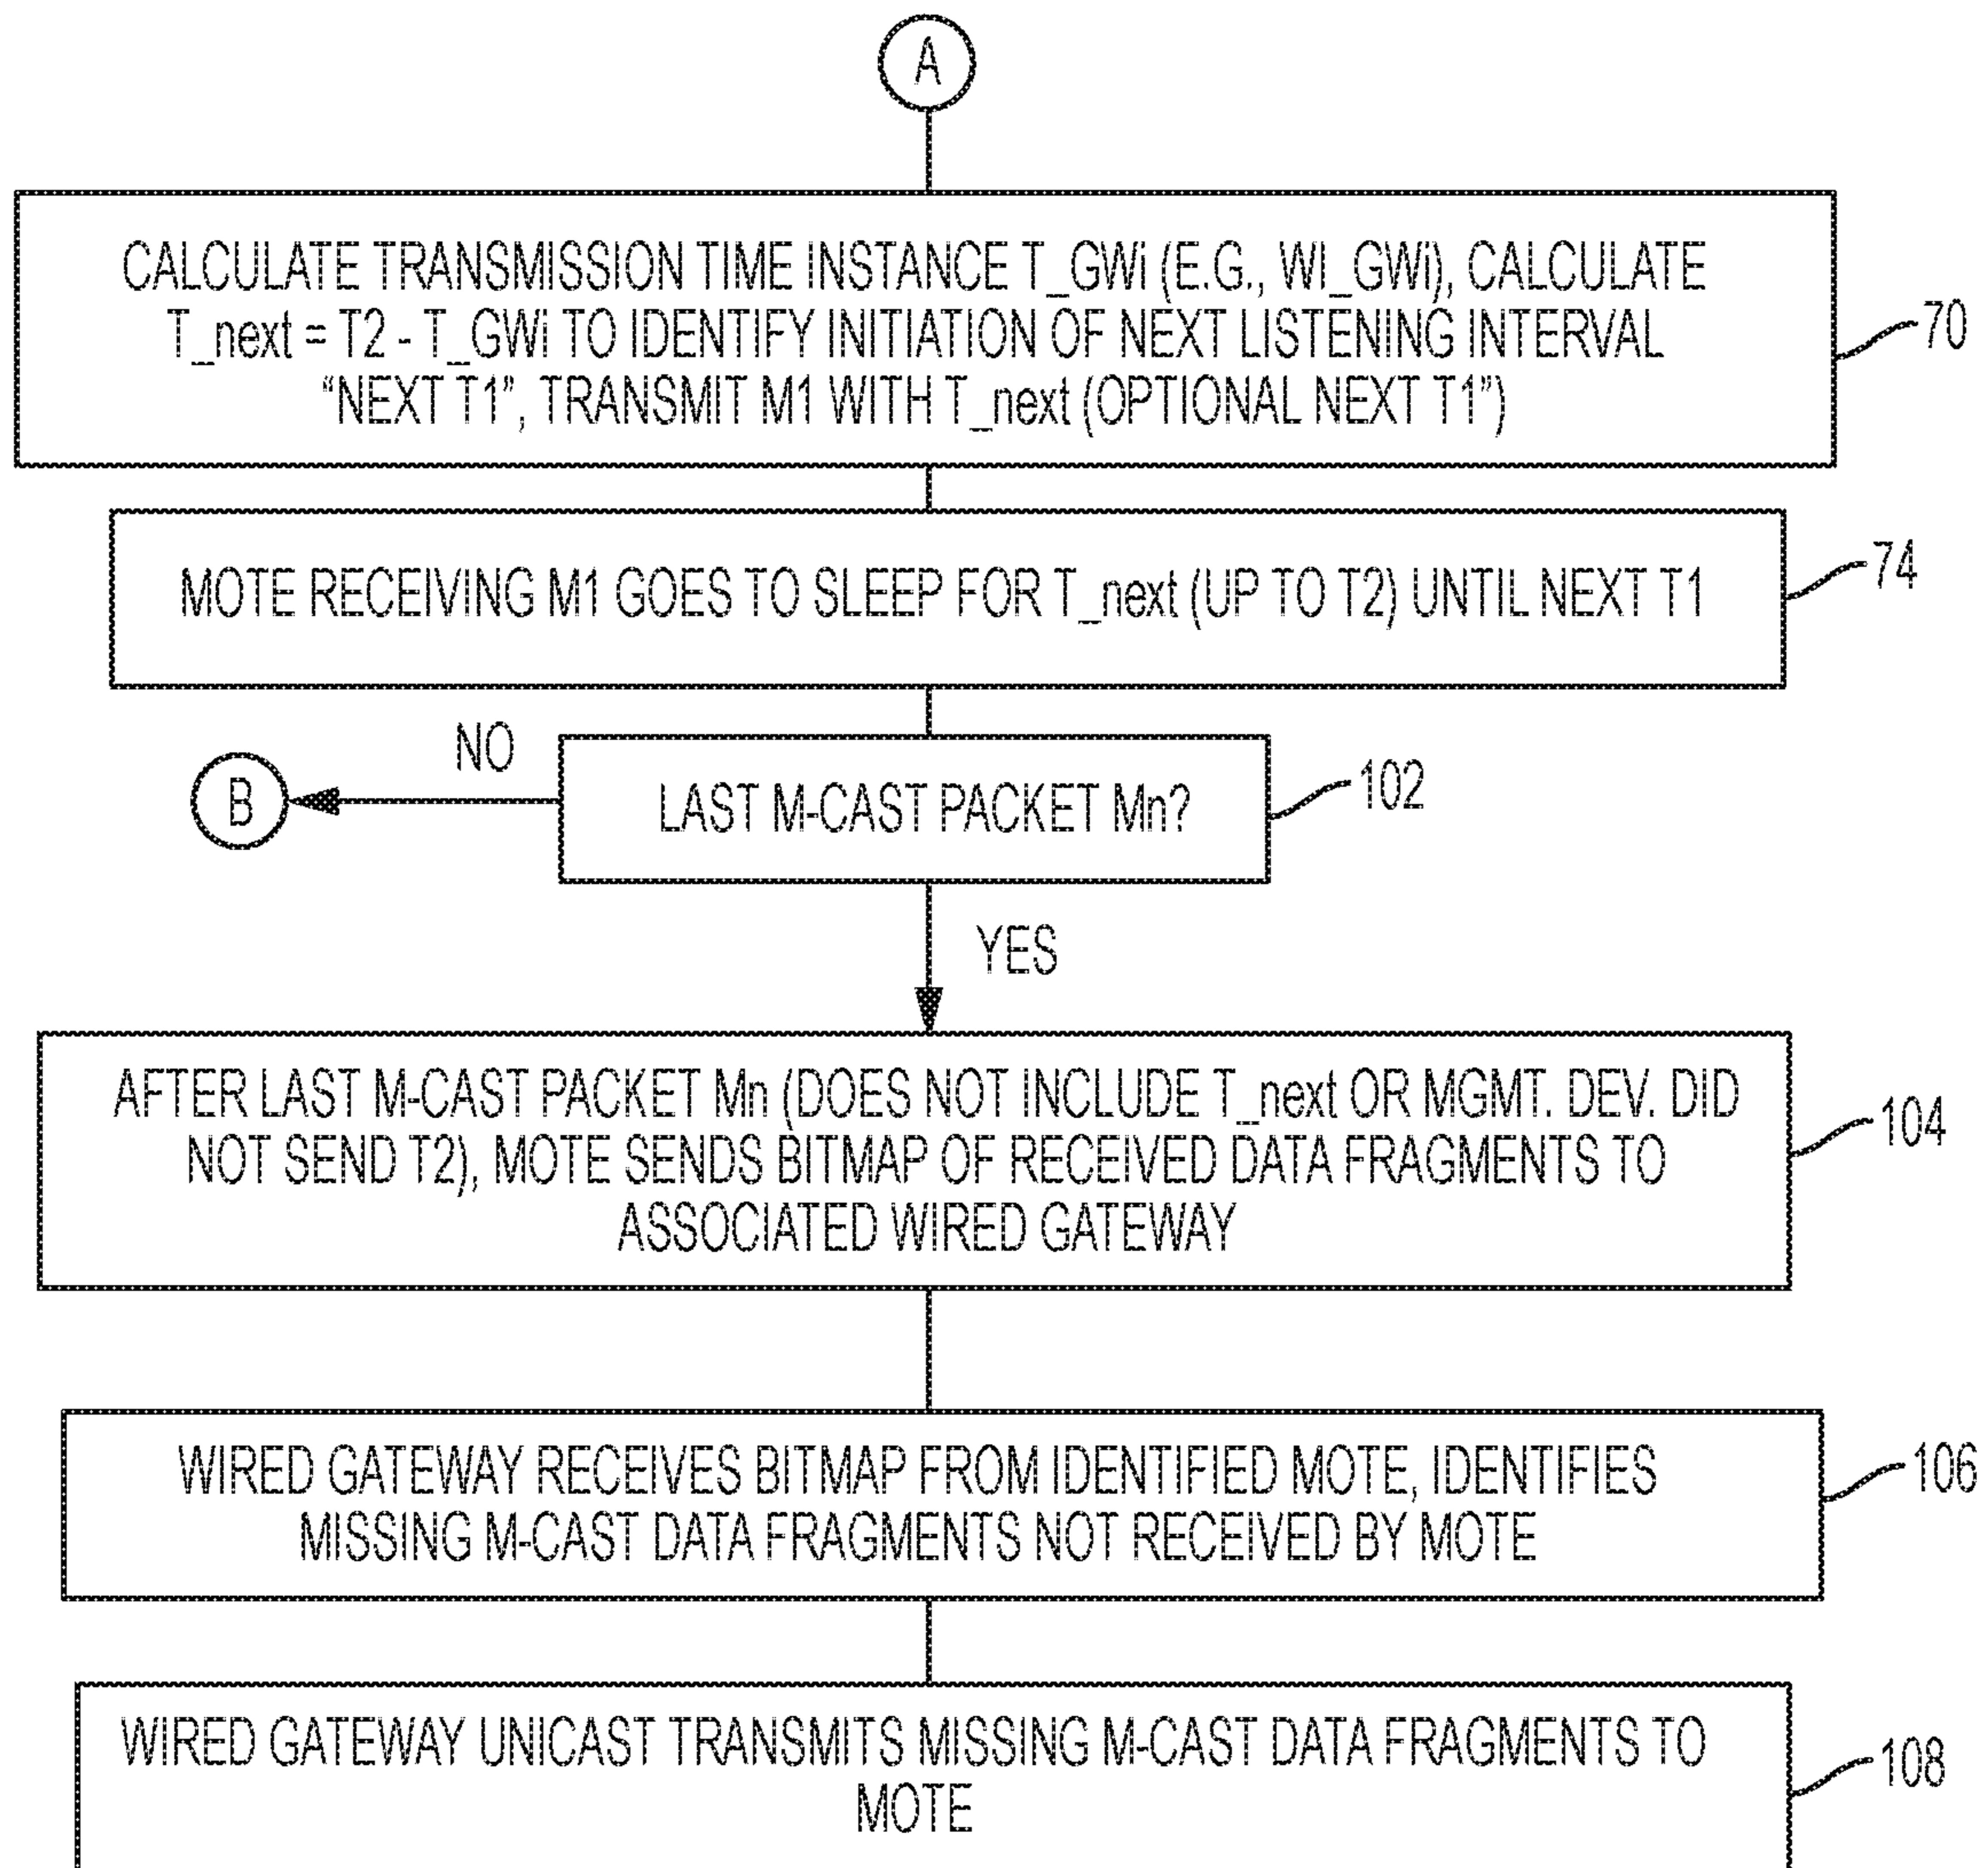 A
CALCULATE TRANSMISSION TIME INSTANCE T_GWi (E.G., WI_GWi), CALCULATE
T_next = T2 - T_GWi TO IDENTIFY INITIATION OF NEXT LISTENING INTERVAL
“NEXT T1”, TRANSMIT M1 WITH T_next (OPTIONAL NEXT T1”)
70
MOTE RECEIVING M1 GOES TO SLEEP FOR T_next (UP TO T2) UNTIL NEXT T1
74
NO
B
LAST M-CAST PACKET Mn?
102
YES
AFTER LAST M-CAST PACKET Mn (DOES NOT INCLUDE T_next OR MGMT. DEV. DID
NOT SEND T2), MOTE SENDS BITMAP OF RECEIVED DATA FRAGMENTS TO
ASSOCIATED WIRED GATEWAY
104
WIRED GATEWAY RECEIVES BITMAP FROM IDENTIFIED MOTE, IDENTIFIES
MISSING M-CAST DATA FRAGMENTS NOT RECEIVED BY MOTE
106
WIRED GATEWAY UNICAST TRANSMITS MISSING M-CAST DATA FRAGMENTS TO
MOTE
108